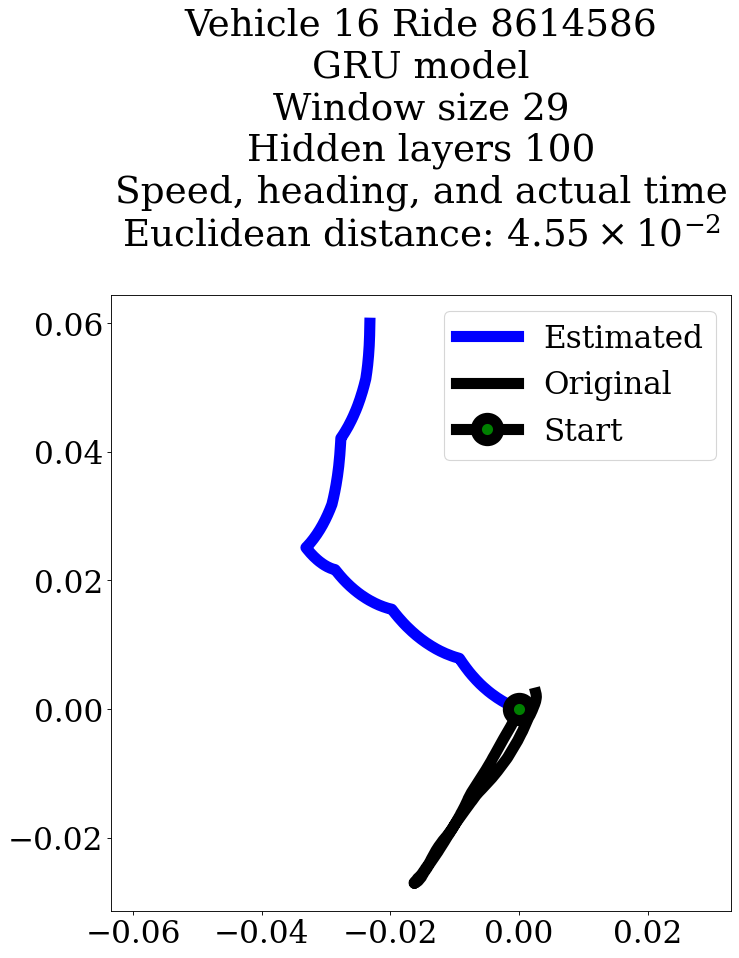 Vehicle 16 Ride 8614586
GRU model
Window size 29
Hidden layers 100
Speed, heading, and actual time
Euclidean distance: 4.55 × 10⁻²
Estimated
Original
Start
0.06
0.04
0.02
0.00
−0.02
−0.06 −0.04 −0.02 0.00 0.02